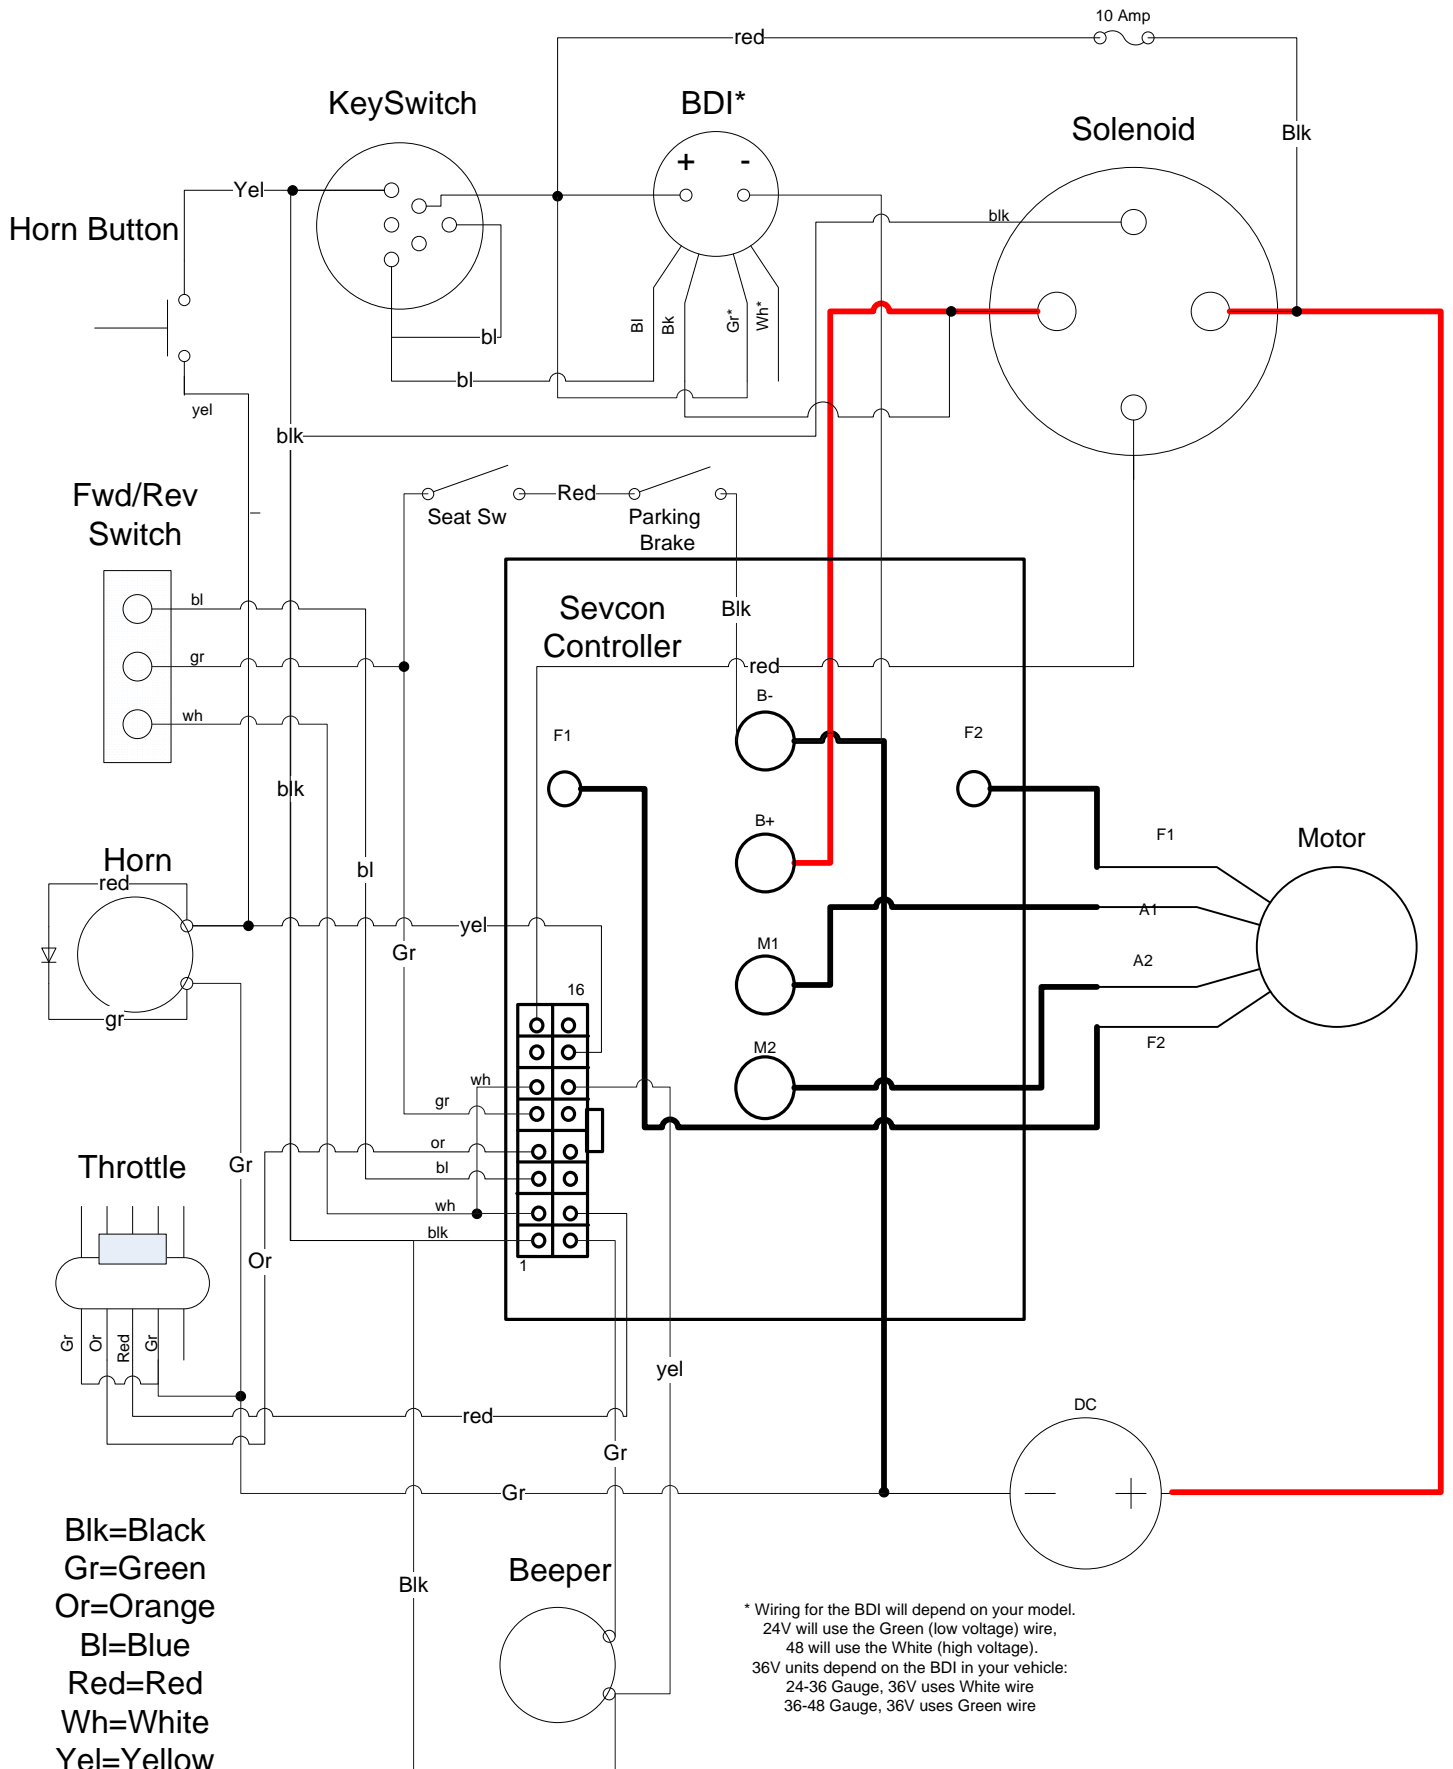 10 Amp
red
KeySwitch
BDI*
Solenoid
Blk
+ -
Yel
blk
Horn Button
Bl
Bk
Gr*
Wh*
bl
bl
yel
blk
Fwd/Rev
Switch
Red
Seat Sw
Parking
Brake
bl
Sevcon
Controller
Blk
gr
red
B-
wh
F1
F2
blk
B+
F1
Motor
Horn
red
bl
A1
yel
M1
Gr
A2
16
gr
M2
F2
wh
gr
or
Throttle
Gr
bl
wh
blk
Or
1
Gr
Or
Red
Gr
yel
DC
red
Gr
Gr
Blk=Black
Gr=Green
Or=Orange
Bl=Blue
Red=Red
Wh=White
Yel=Yellow
Blk
Beeper
* Wiring for the BDI will depend on your model.
24V will use the Green (low voltage) wire,
48 will use the White (high voltage).
36V units depend on the BDI in your vehicle:
24-36 Gauge, 36V uses White wire
36-48 Gauge, 36V uses Green wire